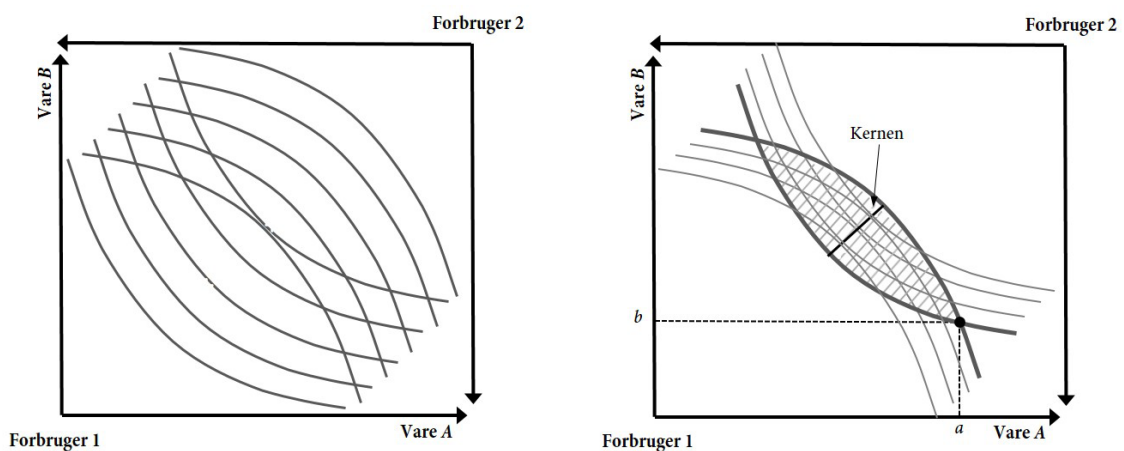 Forbruger 2
Vare B
Vare A
Forbruger 1
Forbruger 2
Vare B
Kernen
b
a
Vare A
Forbruger 1